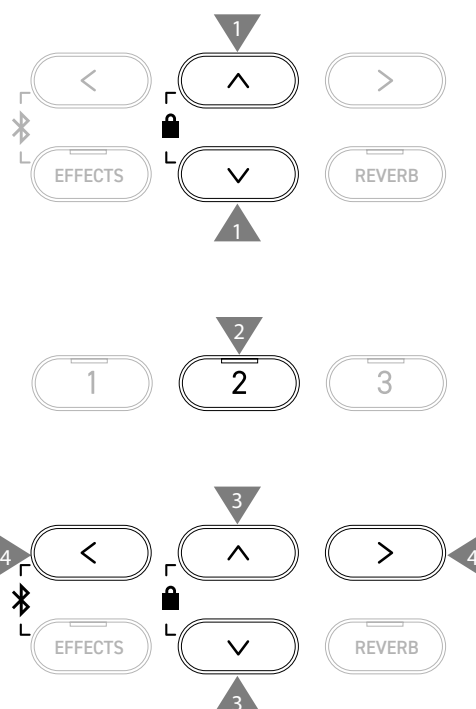 1
< ^ >
EFFECTS REVERB
1
2
1 2 3
3
4 < ^ > 4
EFFECTS REVERB
3